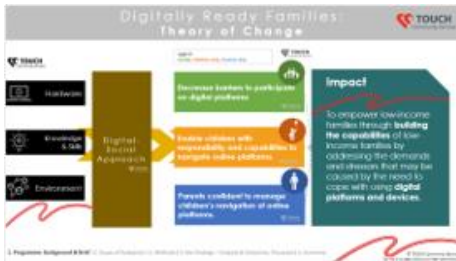 Digitally Ready Families:
Theory of Change
TOUCH
TOUCH
TOUCH
Hardware
Knowledge
& Skills
Environment
Digital-
Social
Approach
Decrease barriers to participate
on digital platforms
Enable children with
responsibility and capabilities to
navigate online platforms
Parents confident to manage
children's navigation of online
platforms.
Impact
To empower low-income
families through building
the capabilities of low-
income families by
addressing the demands
and stresses that may be
caused by the need to
cope with using digital
platforms and devices.